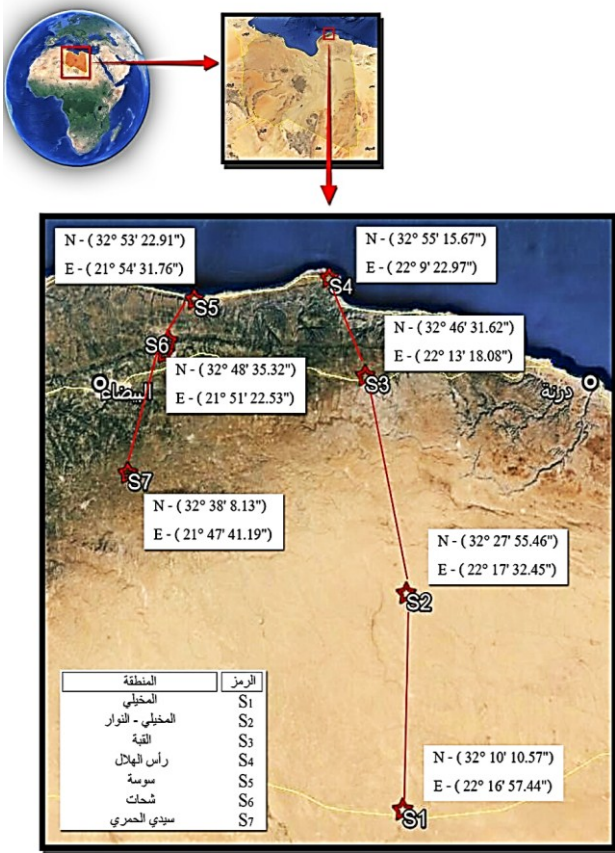 N - ( 32° 53' 22.91")
E - ( 21° 54' 31.76")
N - ( 32° 55' 15.67")
E - ( 22° 9' 22.97")
S4
S5
N - ( 32° 46' 31.62")
E - ( 22° 13' 18.08")
S6
N - ( 32° 48' 35.32")
E - ( 21° 51' 22.53")
S3
البيضاء
درنة
S7
N - ( 32° 38' 8.13")
E - ( 21° 47' 41.19")
N - ( 32° 27' 55.46")
E - ( 22° 17' 32.45")
S2
الرمز المنطقة
S1 المخيلي
S2 المخيلي - النوار
S3 القبة
S4 رأس الهلال
S5 سوسة
S6 شحات
S7 سيدي الحمري
N - ( 32° 10' 10.57")
E - ( 22° 16' 57.44")
S1